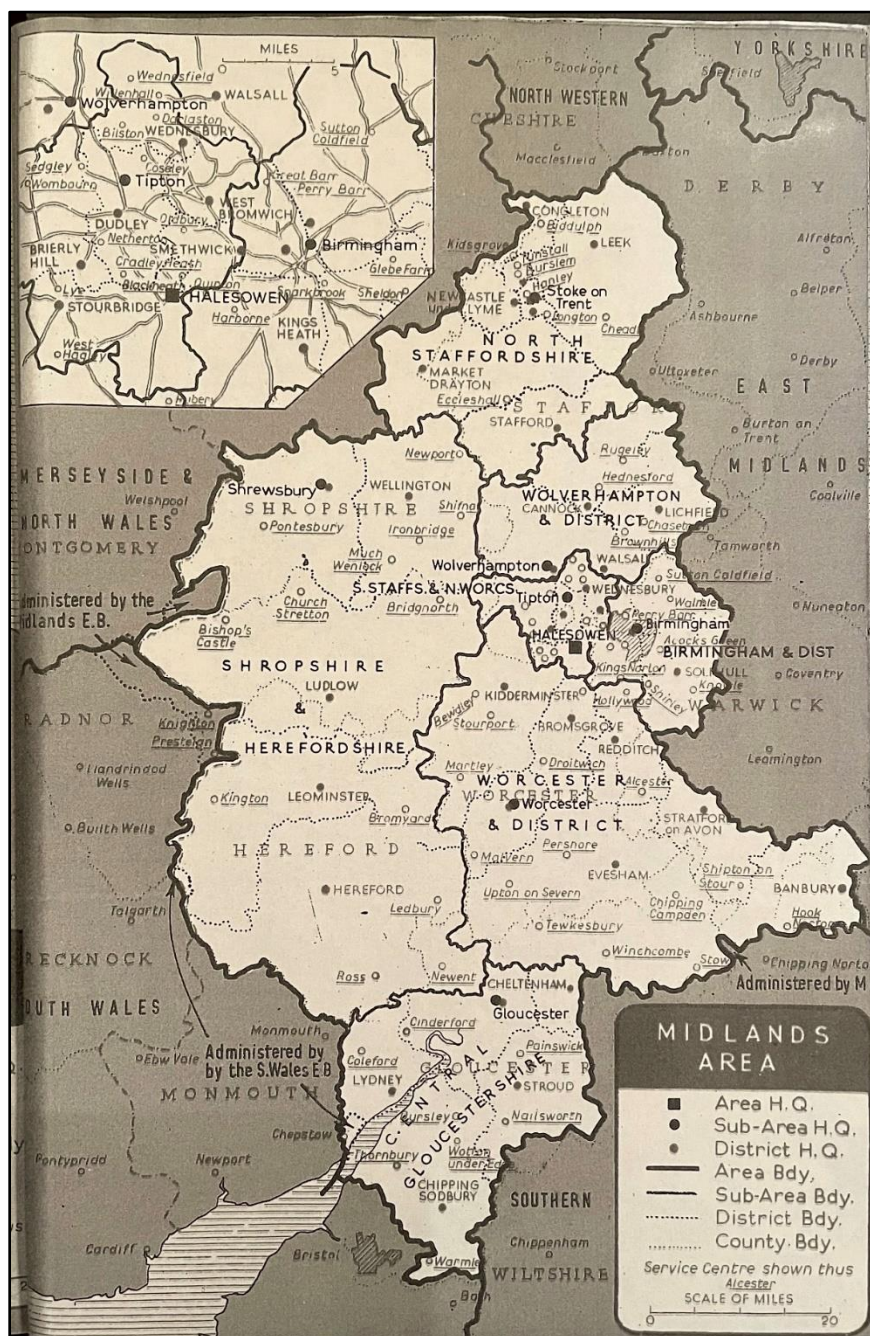 MILES
5
Wednesfield
Willenhall
WALSALL
Wolverhampton
Darlaston
WEDNESBURY
Bilston
Sutton
Coldfield
Sedgley
Coseley
Wombourn
Tipton
Great Barr
Perry Barr
Oldbury
WEST
BROMWICH
DUDLEY
Netherton
BRIERLY
HILL
SMETHWICK
Birmingham
Cradley Heath
Glebe Farm
Blackheath
Quinton
Lye
HALESOWEN
Sparkbrook
Sheldon
STOURBRIDGE
Harborne
KINGS
HEATH
West
Hagley
Rubery
YORKSHIRE
Stockport
Sheffield
NORTH WESTERN
CHESHIRE
Macclesfield
Buxton
DERBY
CONGLETON
Biddulph
Alfreton
LEEK
Kidsgrove
Tunstall
Burslem
Hanley
Belper
NEWCASTLE
under LYME
Stoke on
Trent
Ashbourne
Longton
Chead
NORTH
STAFFORDSHIRE
Derby
MARKET
DRAYTON
Uttoxeter
EAST
Eccleshall
STAFFORD
STAFFORD
Burton on
Trent
MIDLANDS
Newport
Rugeley
MERSEYSIDE &
Hednesford
Coalville
Welshpool
Shrewsbury
WELLINGTON
WOLVERHAMPTON
SHROPSHIRE
Shifnal
CANNOCK
& DISTRICT
LICHFIELD
NORTH WALES
Pontesbury
Ironbridge
Chasetown
MONTGOMERY
Brownhills
Tamworth
Much
Wenlock
Wolverhampton
WALSALL
S. STAFFS. & N. WORCS.
Sutton Caldfield
Administered by the
Midlands E.B.
Church
Stretton
Bridgnorth
Tipton
WEDNESBURY
Walmley
Nuneaton
Bishop's
Castle
Perry Barr
Birmingham
HALESOWEN
Acocks Green
SHROPSHIRE
BIRMINGHAM & DIST
Kings Norton
SOLIHULL
Coventry
LUDLOW
KIDDERMINSTER
Hollywood
Knowle
&
Bewdley
Shirley
WARWICK
RADNOR
Stourport
BROMSGROVE
Knighton
Presteign
HEREFORDSHIRE
REDDITCH
Leamington
Llandrindod
Wells
Martley
Droitwich
WORCESTER
Alcester
Kington
LEOMINSTER
WORCESTER
Bromyard
Worcester
STRATFORD
on AVON
Builth Wells
& DISTRICT
HEREFORD
Pershore
Malvern
Shipton on
Stour
EVESHAM
HEREFORD
Upton on Severn
BANBURY
Talgarth
Ledbury
Chipping
Campden
Hook
Norton
Tewkesbury
BRECKNOCK
Winchcombe
Stow
Chipping Norton
Ross
Newent
Administered by M
SOUTH WALES
CHELTENHAM
Gloucester
Monmouth
Cinderford
Ebbw Vale
Administered by
by the S.Wales E B
Coleford
Painswick
GLOUCESTER
MONMOUTH
LYDNEY
STROUD
CENTRAL
GLOUCESTERSHIRE
Chepstow
Dursley
Nailsworth
Thornbury
Wotton
under Edge
Pontypridd
Newport
CHIPPING
SODBURY
SOUTHERN
Cardiff
Bristol
Warmley
Chippenham
WILTSHIRE
Bath
MIDLANDS
AREA
Area H.Q.
Sub-Area H.Q.
District H.Q.
Area Bdy,
Sub-Area Bdy.
District Bdy.
County Bdy.
Service Centre shown thus
Alcester
SCALE OF MILES
0
20